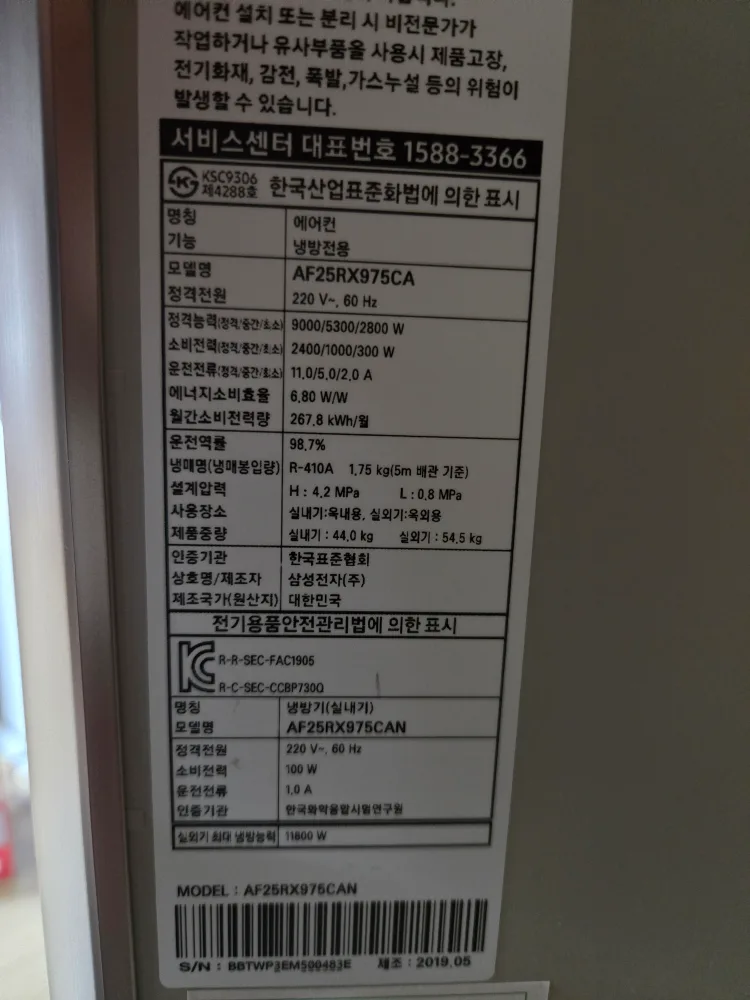 에어컨 설치 또는 분리 시 비전문가가
작업하거나 유사부품을 사용시 제품고장,
전기화재, 감전, 폭발,가스누설 등의 위험이
발생할 수 있습니다.
서비스센터 대표번호 1588-3366
KSC9306
제4288호
한국산업표준화법에 의한 표시
명칭 에어컨
기능 냉방전용
모델명 AF25RX975CA
정격전원 220 V~, 60 Hz
정격능력(정격/중간/최소) 9000/5300/2800 W
소비전력(정격/중간/최소) 2400/1000/300 W
운전전류(정격/중간/최소) 11.0/5.0/2.0 A
에너지소비효율 6.80 W/W
월간소비전력량 267.8 kWh/월
운전역률 98.7%
냉매명(냉매봉입량) R-410A 1.75 kg(5m 배관 기준)
설계압력 H : 4.2 MPa L : 0.8 MPa
사용장소 실내기:옥내용, 실외기:옥외용
제품중량 실내기 : 44.0 kg 실외기 : 54.5 kg
인증기관 한국표준협회
상호명/제조자 삼성전자(주)
제조국가(원산지) 대한민국
전기용품안전관리법에 의한 표시
R-R-SEC-FAC1905
R-C-SEC-CCBP730Q
명칭 냉방기(실내기)
모델명 AF25RX975CAN
정격전원 220 V~, 60 Hz
소비전력 100 W
운전전류 1.0 A
인증기관 한국화학융합시험연구원
실외기 최대 냉방능력 11800 W
MODEL : AF25RX975CAN
S/N : BBTWP3EM500483E 제조 : 2019.05